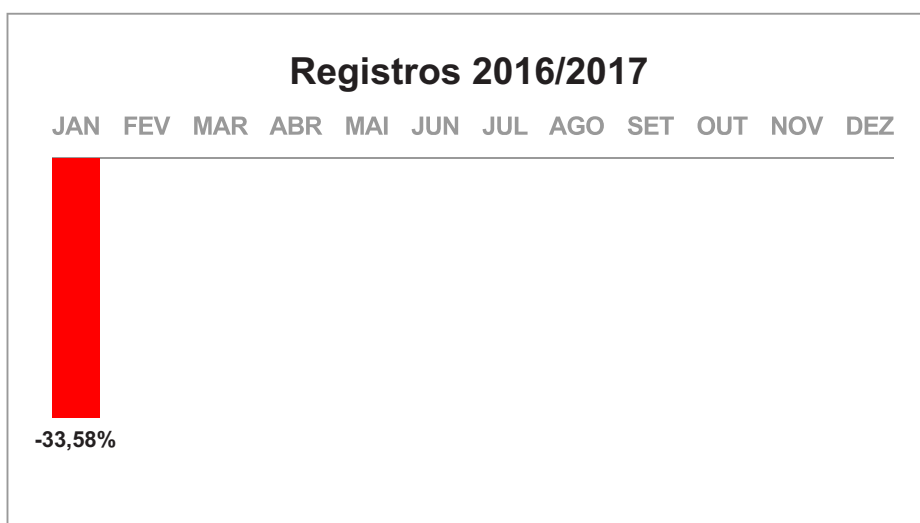 Registros 2016/2017
JAN FEV MAR ABR MAI JUN JUL AGO SET OUT NOV DEZ
-33,58%